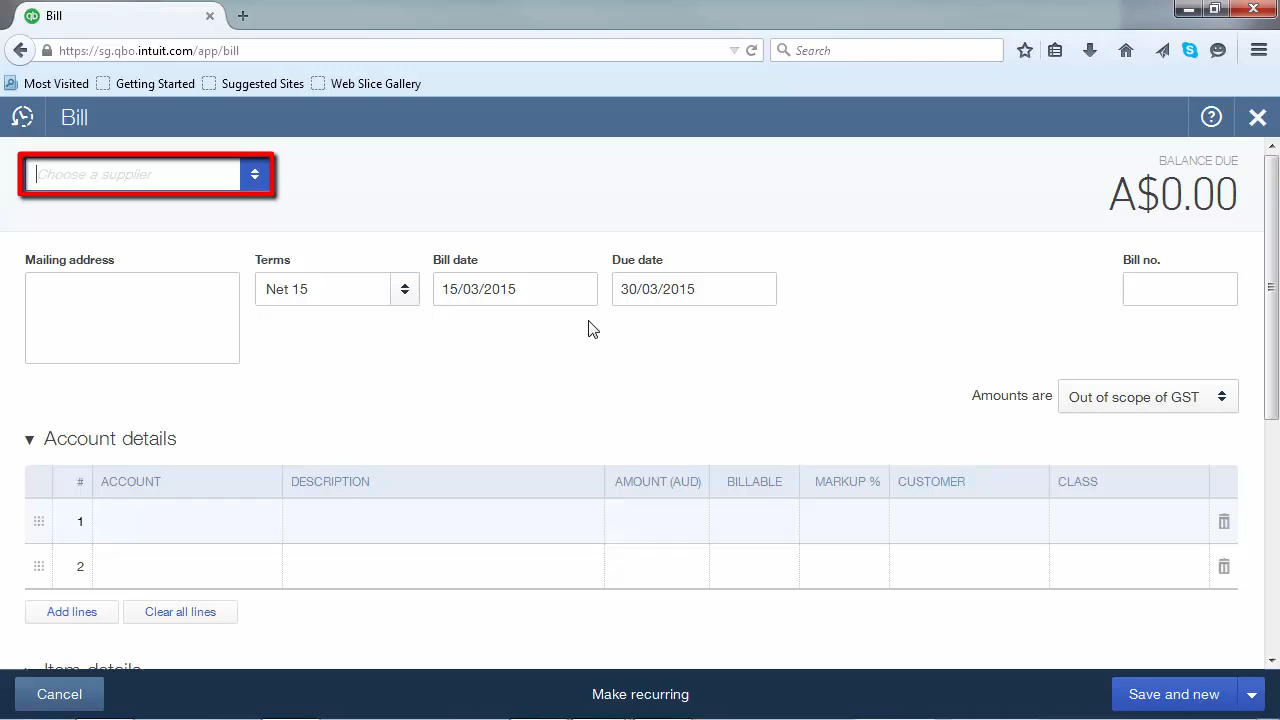 Bill
https://sg.qbo.intuit.com/app/bill
Search
Most Visited
Getting Started
Suggested Sites
Web Slice Gallery
Bill
Choose a supplier
BALANCE DUE
A$0.00
Mailing address
Terms
Bill date
Due date
Bill no.
Net 15
15/03/2015
30/03/2015
Amounts are
Out of scope of GST
Account details
# ACCOUNT DESCRIPTION AMOUNT (AUD) BILLABLE MARKUP % CUSTOMER CLASS
1
2
Add lines
Clear all lines
Item details
Cancel
Make recurring
Save and new